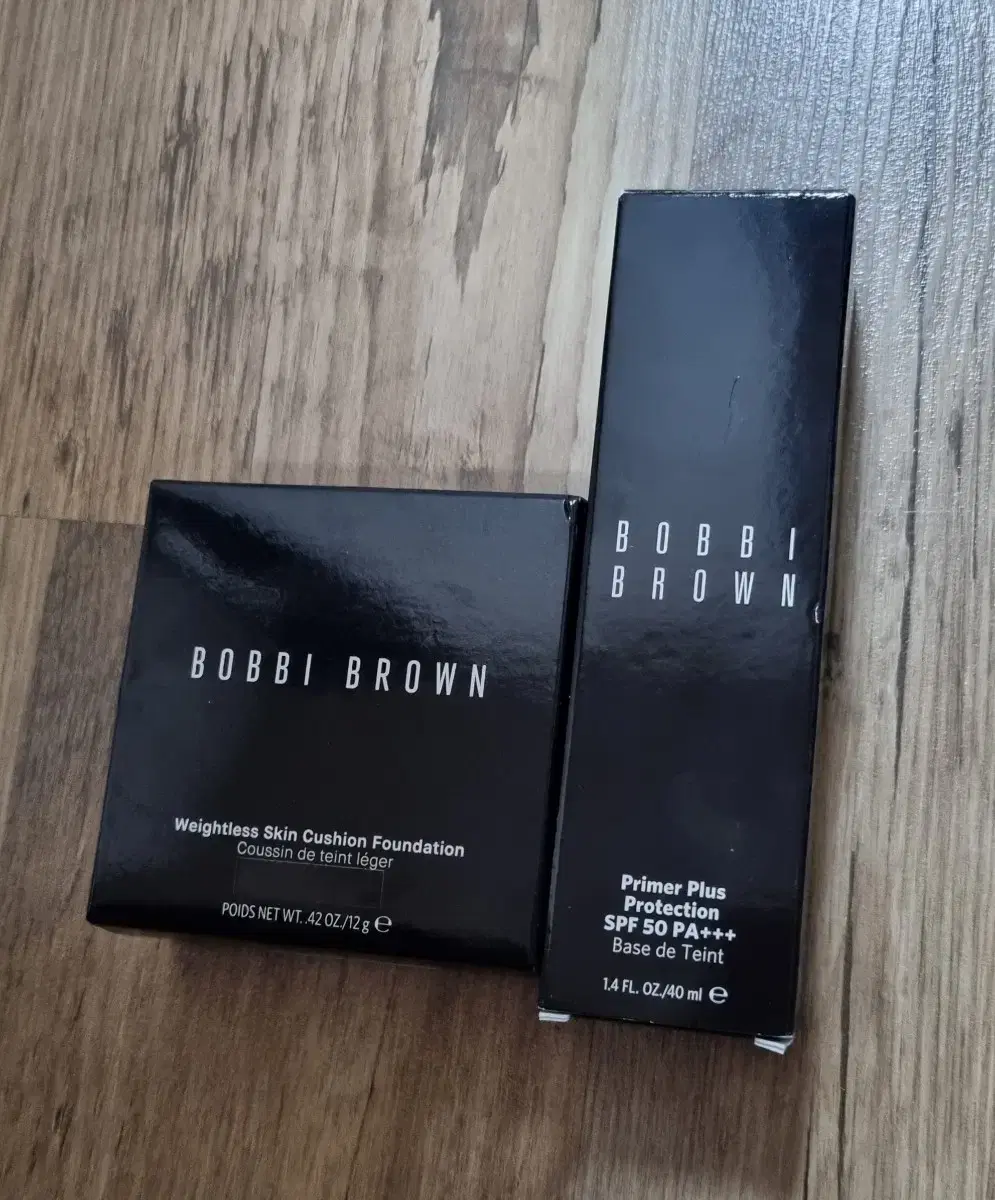 BOBBI BROWN
Weightless Skin Cushion Foundation
Coussin de teint léger
POIDS NET WT. .42 OZ./12 g ℮
BOBBI
BROWN
Primer Plus
Protection
SPF 50 PA+++
Base de Teint
1.4 FL. OZ./40 ml ℮